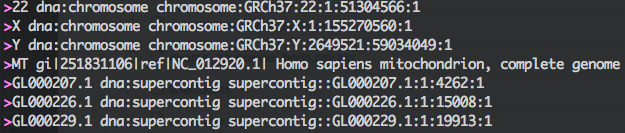 >22 dna:chromosome chromosome:GRCh37:22:1:51304566:1
>X dna:chromosome chromosome:GRCh37:X:1:155270560:1
>Y dna:chromosome chromosome:GRCh37:Y:2649521:59034049:1
>MT gi|251831106|ref|NC_012920.1| Homo sapiens mitochondrion, complete genome
>GL000207.1 dna:supercontig supercontig::GL000207.1:1:4262:1
>GL000226.1 dna:supercontig supercontig::GL000226.1:1:15008:1
>GL000229.1 dna:supercontig supercontig::GL000229.1:1:19913:1